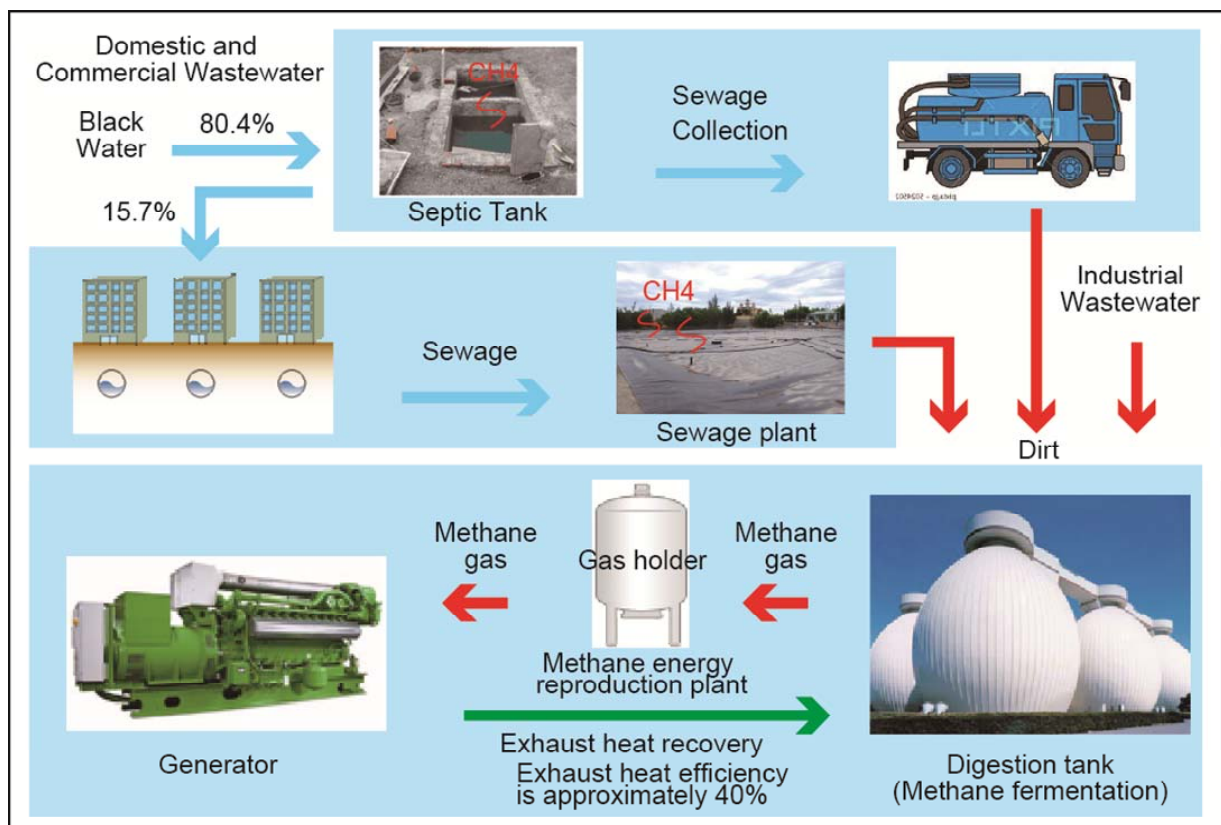 Domestic and
Commercial Wastewater
Black
Water
80.4%
15.7%
CH4
Septic Tank
Sewage
Collection
Industrial
Wastewater
Sewage
CH4
Sewage plant
Dirt
Methane
gas
Gas holder
Methane
gas
Methane energy
reproduction plant
Exhaust heat recovery
Exhaust heat efficiency
is approximately 40%
Generator
Digestion tank
(Methane fermentation)